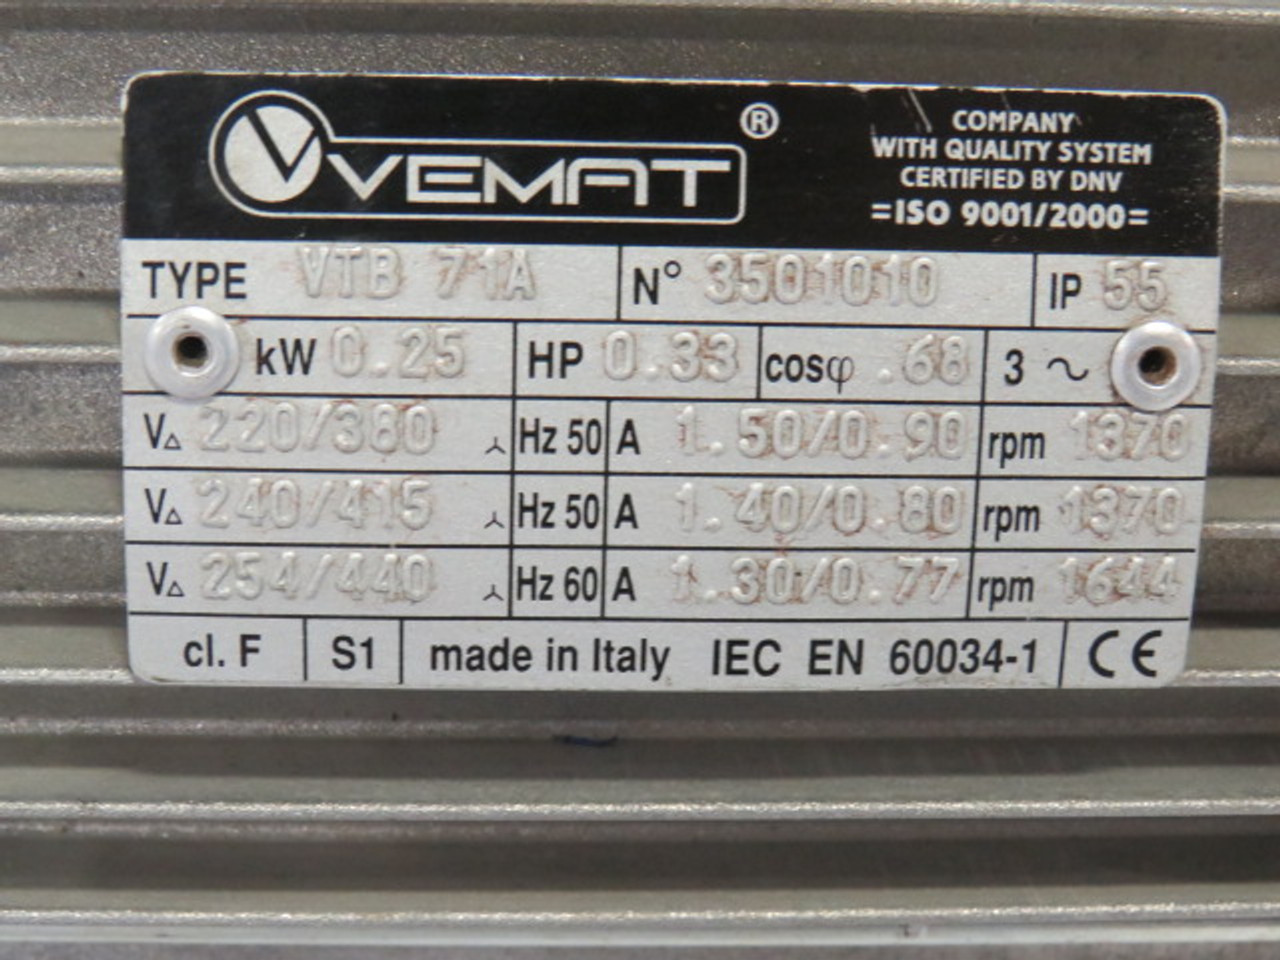 VEMAT ®
COMPANY
WITH QUALITY SYSTEM
CERTIFIED BY DNV
=ISO 9001/2000=
TYPE VTB 71A N° 3501010 IP 55
kW 0.25 HP 0.33 cosφ .68 3 ~
V△ 220/380 ⅄ Hz 50 A 1.50/0.90 rpm 1370
V△ 240/415 ⅄ Hz 50 A 1.40/0.80 rpm 1370
V△ 254/440 ⅄ Hz 60 A 1.30/0.77 rpm 1644
cl. F S1 made in Italy IEC EN 60034-1 CE